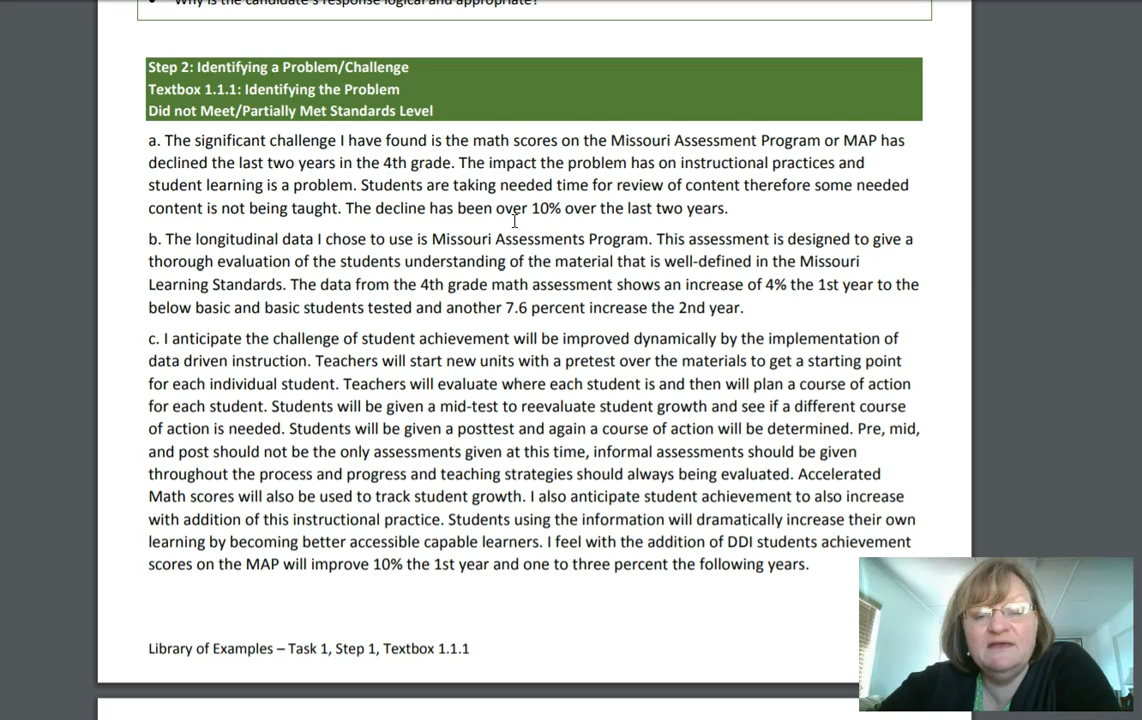 Why is the candidate's response logical and appropriate?
Step 2: Identifying a Problem/Challenge
Textbox 1.1.1: Identifying the Problem
Did not Meet/Partially Met Standards Level
a. The significant challenge I have found is the math scores on the Missouri Assessment Program or MAP has
declined the last two years in the 4th grade. The impact the problem has on instructional practices and
student learning is a problem. Students are taking needed time for review of content therefore some needed
content is not being taught. The decline has been over 10% over the last two years.
b. The longitudinal data I chose to use is Missouri Assessments Program. This assessment is designed to give a
thorough evaluation of the students understanding of the material that is well-defined in the Missouri
Learning Standards. The data from the 4th grade math assessment shows an increase of 4% the 1st year to the
below basic and basic students tested and another 7.6 percent increase the 2nd year.
c. I anticipate the challenge of student achievement will be improved dynamically by the implementation of
data driven instruction. Teachers will start new units with a pretest over the materials to get a starting point
for each individual student. Teachers will evaluate where each student is and then will plan a course of action
for each student. Students will be given a mid-test to reevaluate student growth and see if a different course
of action is needed. Students will be given a posttest and again a course of action will be determined. Pre, mid,
and post should not be the only assessments given at this time, informal assessments should be given
throughout the process and progress and teaching strategies should always being evaluated. Accelerated
Math scores will also be used to track student growth. I also anticipate student achievement to also increase
with addition of this instructional practice. Students using the information will dramatically increase their own
learning by becoming better accessible capable learners. I feel with the addition of DDI students achievement
scores on the MAP will improve 10% the 1st year and one to three percent the following years.
Library of Examples – Task 1, Step 1, Textbox 1.1.1